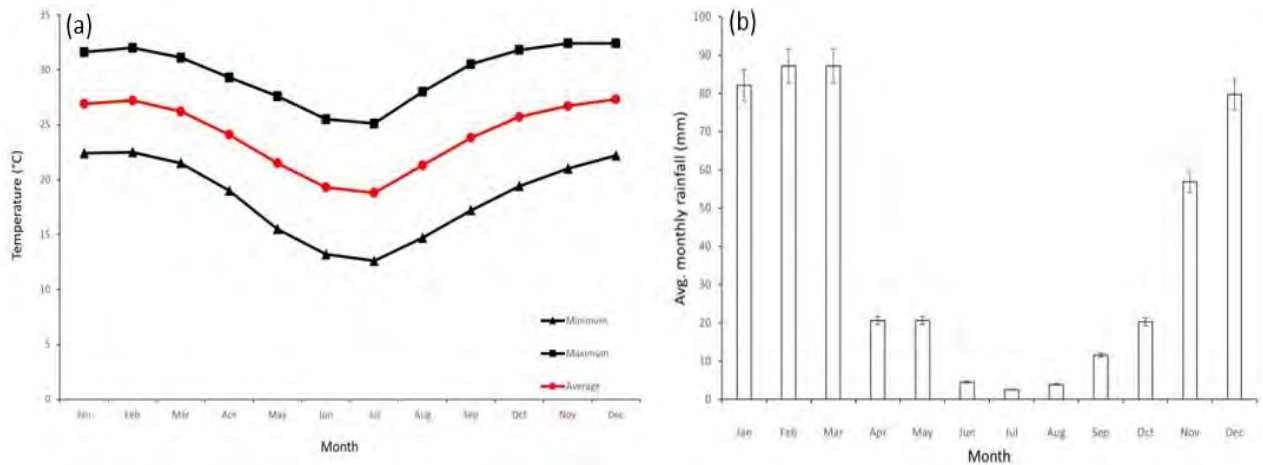 (a)
35
30
25
20
15
10
5
0
Temperature (°C)
Minimum
Maximum
Average
Jan Feb Mar Apr May Jun Jul Aug Sep Oct Nov Dec
Month
(b)
100
90
80
70
60
50
40
30
20
10
0
Avg. monthly rainfall (mm)
Jan Feb Mar Apr May Jun Jul Aug Sep Oct Nov Dec
Month